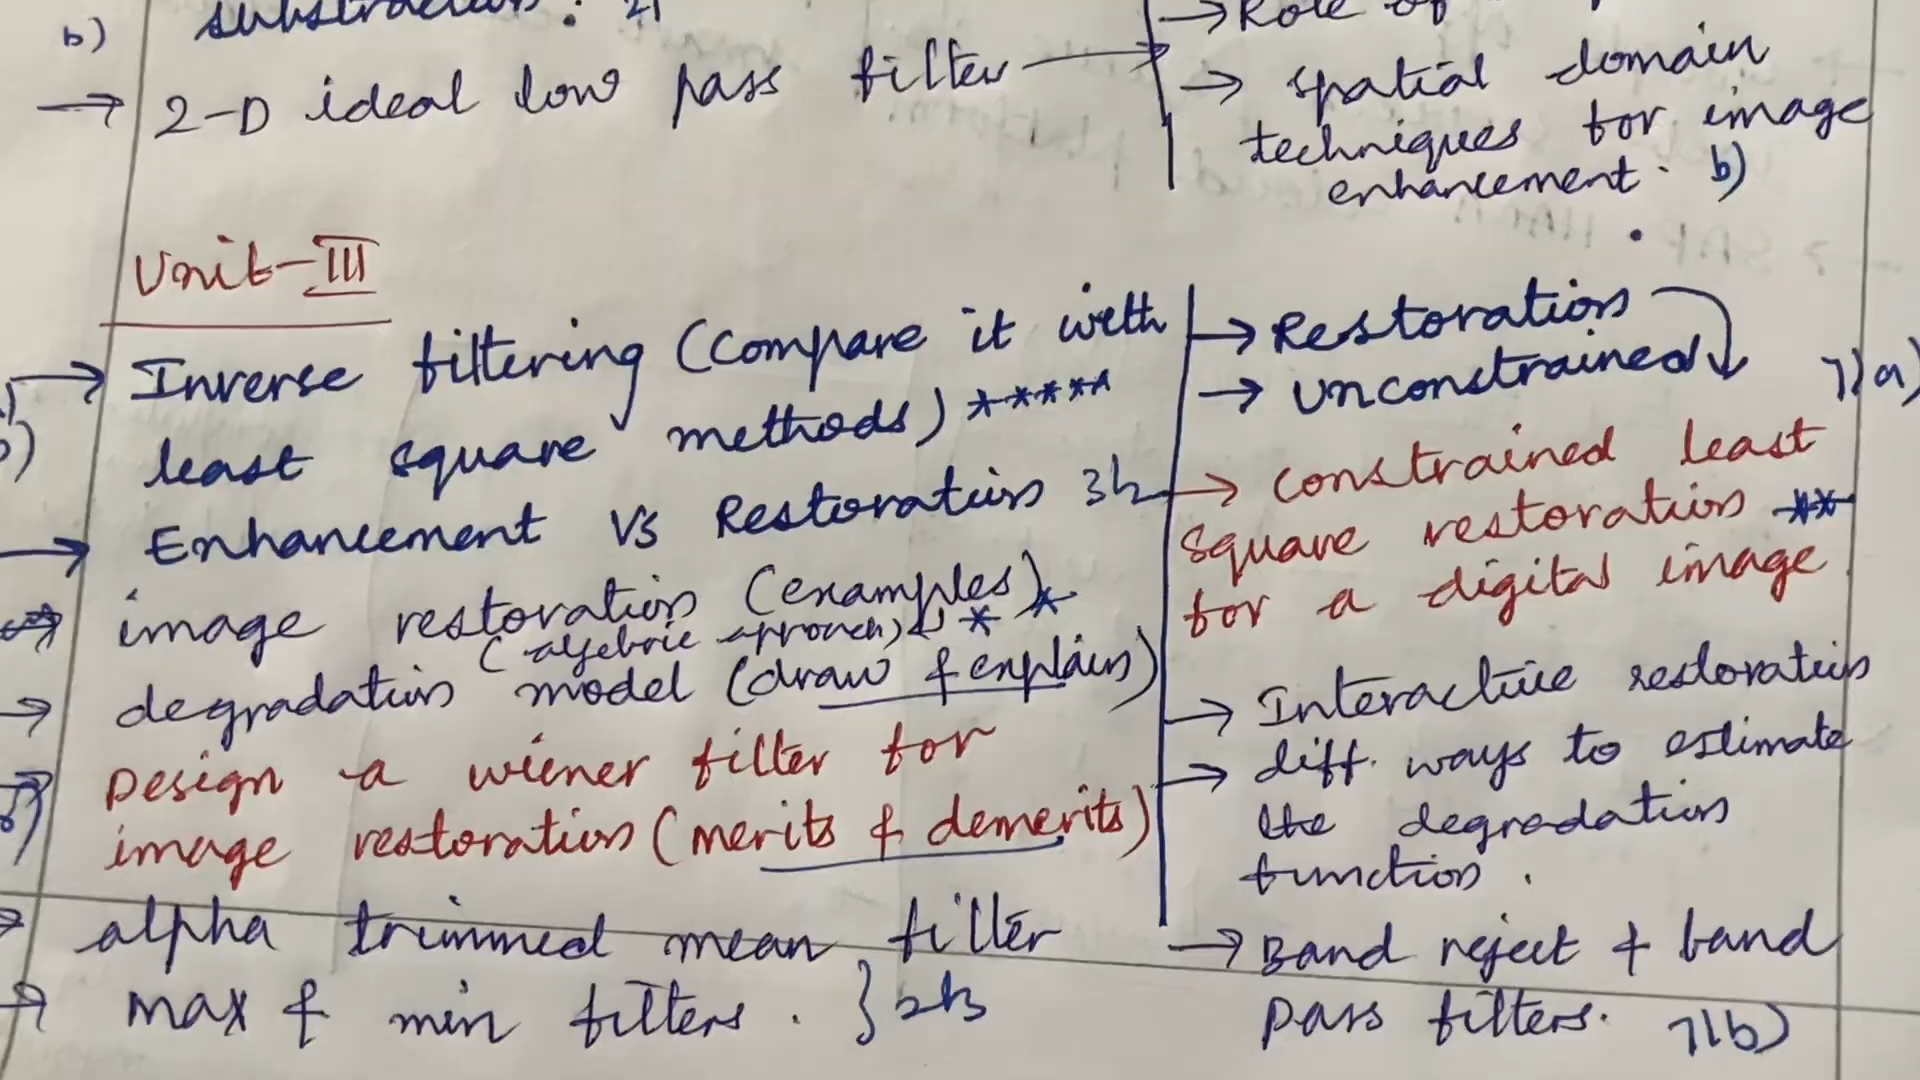 b) substraction.
→ 2-D ideal low pass filter →
→ Role of
→ spatial domain
techniques for image
enhancement. b)
Unit-III
→ Inverse filtering (Compare it with
least square methods) *****
→ Enhancement vs Restoration 3b
→ image restoration (examples) *
(algebric approach) *
→ degradation model (draw & explain)
→ Design a wiener filter for
image restoration (merits & demerits)
→ alpha trimmed mean filter
→ max & min filters. }
→ Restoration
→ unconstrained 7)a)
→ constrained least
square restoration **
for a digital image.
→ Interactive restoration
→ diff. ways to estimate
the degradation
function.
→ Band reject + band
pass filters. 7)b)